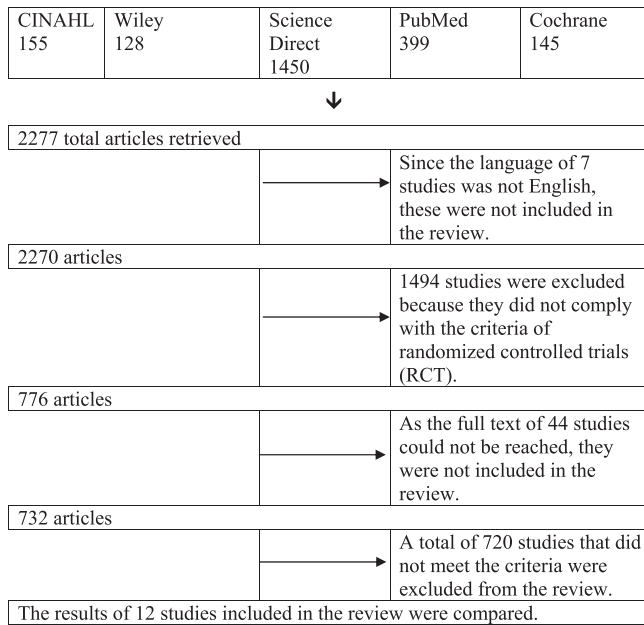 CINAHL
155
Wiley
128
Science
Direct
1450
PubMed
399
Cochrane
145
2277 total articles retrieved
Since the language of 7
studies was not English,
these were not included in
the review.
2270 articles
1494 studies were excluded
because they did not comply
with the criteria of
randomized controlled trials
(RCT).
776 articles
As the full text of 44 studies
could not be reached, they
were not included in the
review.
732 articles
A total of 720 studies that did
not meet the criteria were
excluded from the review.
The results of 12 studies included in the review were compared.